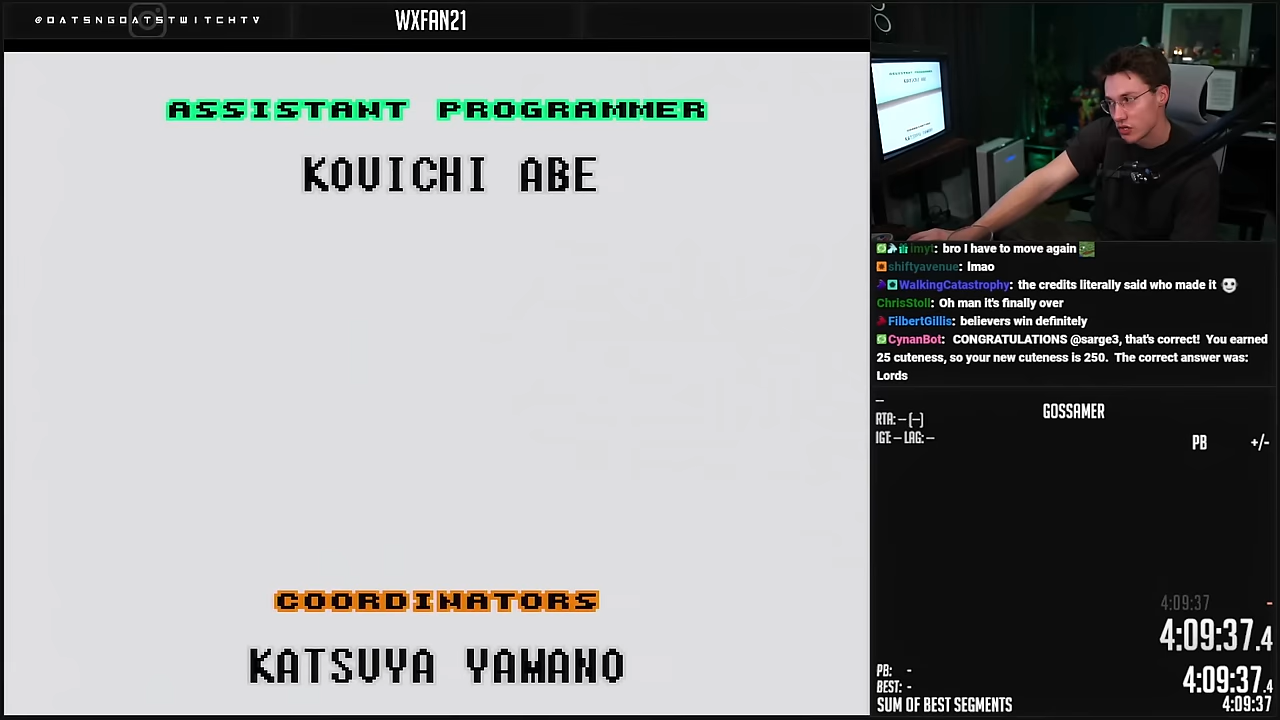 @OATSNGOATSTWITCHTV
WXFAN21
ASSISTANT PROGRAMMER
KOUICHI ABE
COORDINATORS
KATSUYA YAMANO
imyt: bro I have to move again
shiftyavenue: lmao
WalkingCatastrophy: the credits literally said who made it
ChrisStoll: Oh man it's finally over
FilbertGillis: believers win definitely
CynanBot: CONGRATULATIONS @sarge3, that's correct! You earned
25 cuteness, so your new cuteness is 250. The correct answer was:
Lords
–
GOSSAMER
RTA: – (–)
IGT: – LAG: –
PB +/-
4:09:37 -
4:09:37.4
PB: -
BEST: -
4:09:37.4
SUM OF BEST SEGMENTS 4:09:37